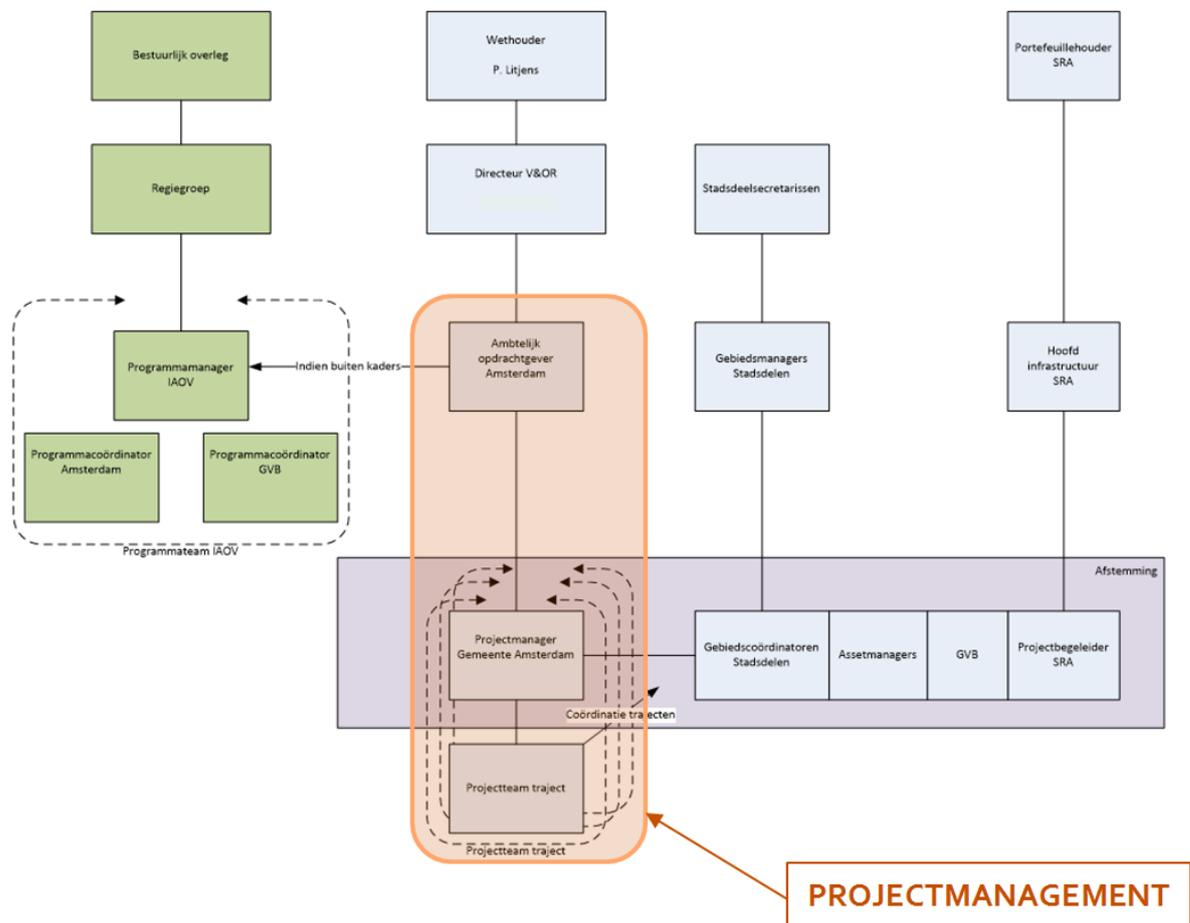 Bestuurlijk overleg
Wethouder
P. Litjens
Portefeuillehouder
SRA
Regiegroep
Directeur V&OR
Stadsdeelsecretarissen
Programmamanager
IAOV
Indien buiten kaders
Ambtelijk
opdrachtgever
Amsterdam
Gebiedsmanagers
Stadsdelen
Hoofd
infrastructuur
SRA
Programmacoördinator
Amsterdam
Programmacoördinator
GVB
Programmateam IAOV
Afstemming
Projectmanager
Gemeente Amsterdam
Gebiedscoördinatoren
Stadsdelen
Assetmanagers
GVB
Projectbegeleider
SRA
Coördinatie trajecten
Projectteam traject
Projectteam traject
PROJECTMANAGEMENT